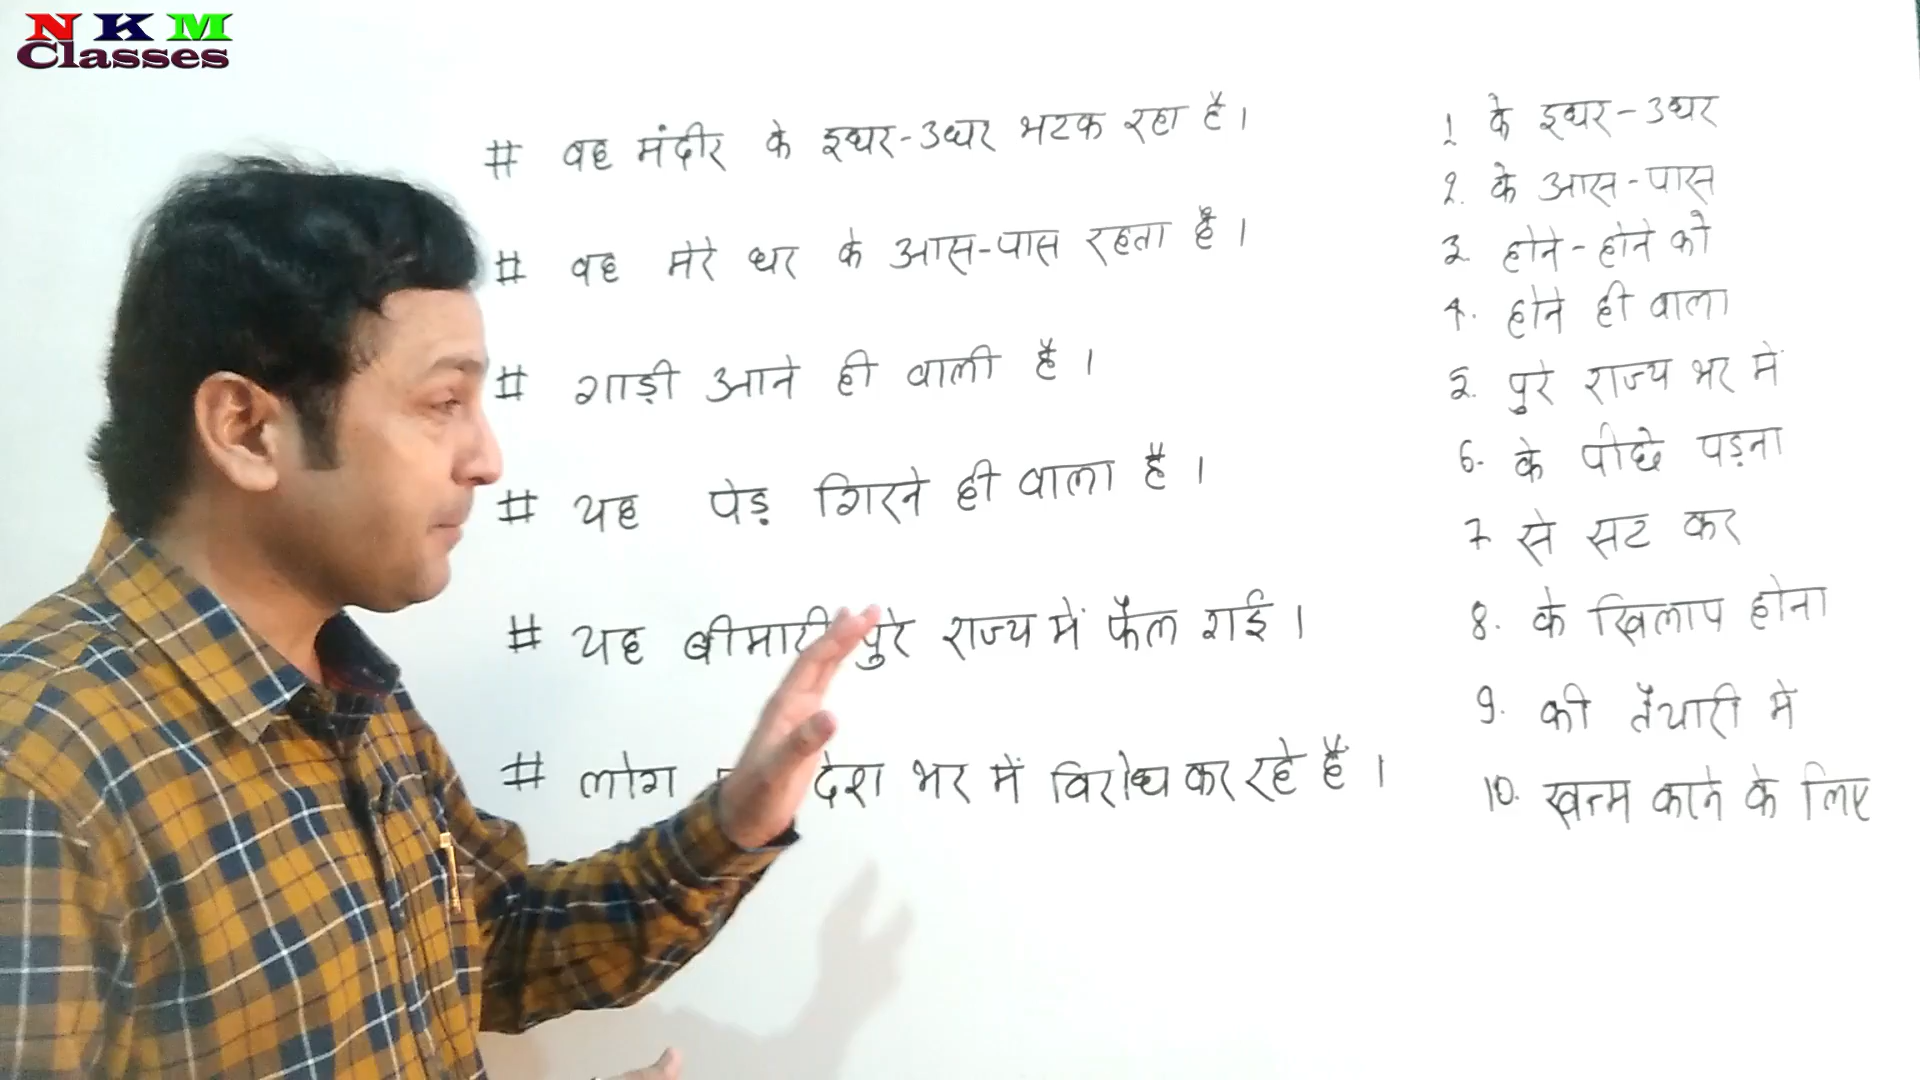 NKM
Classes
# वह मंदीर के इधर-उधर भटक रहा है।
# वह मेरे घर के आस-पास रहता है।
# गाड़ी आने ही वाली है।
# यह पेड़ गिरने ही वाला है।
# यह बीमारी पुरे राज्य में फैल गई।
# लोग देश भर में विरोध कर रहे हैं।
1. के इधर-उधर
2. के आस-पास
3. होने-होने को
4. होने ही वाला
5. पुरे राज्य भर में
6. के पीछे पड़ना
7. से सट कर
8. के खिलाप होना
9. की तैयारी में
10. खत्म करने के लिए